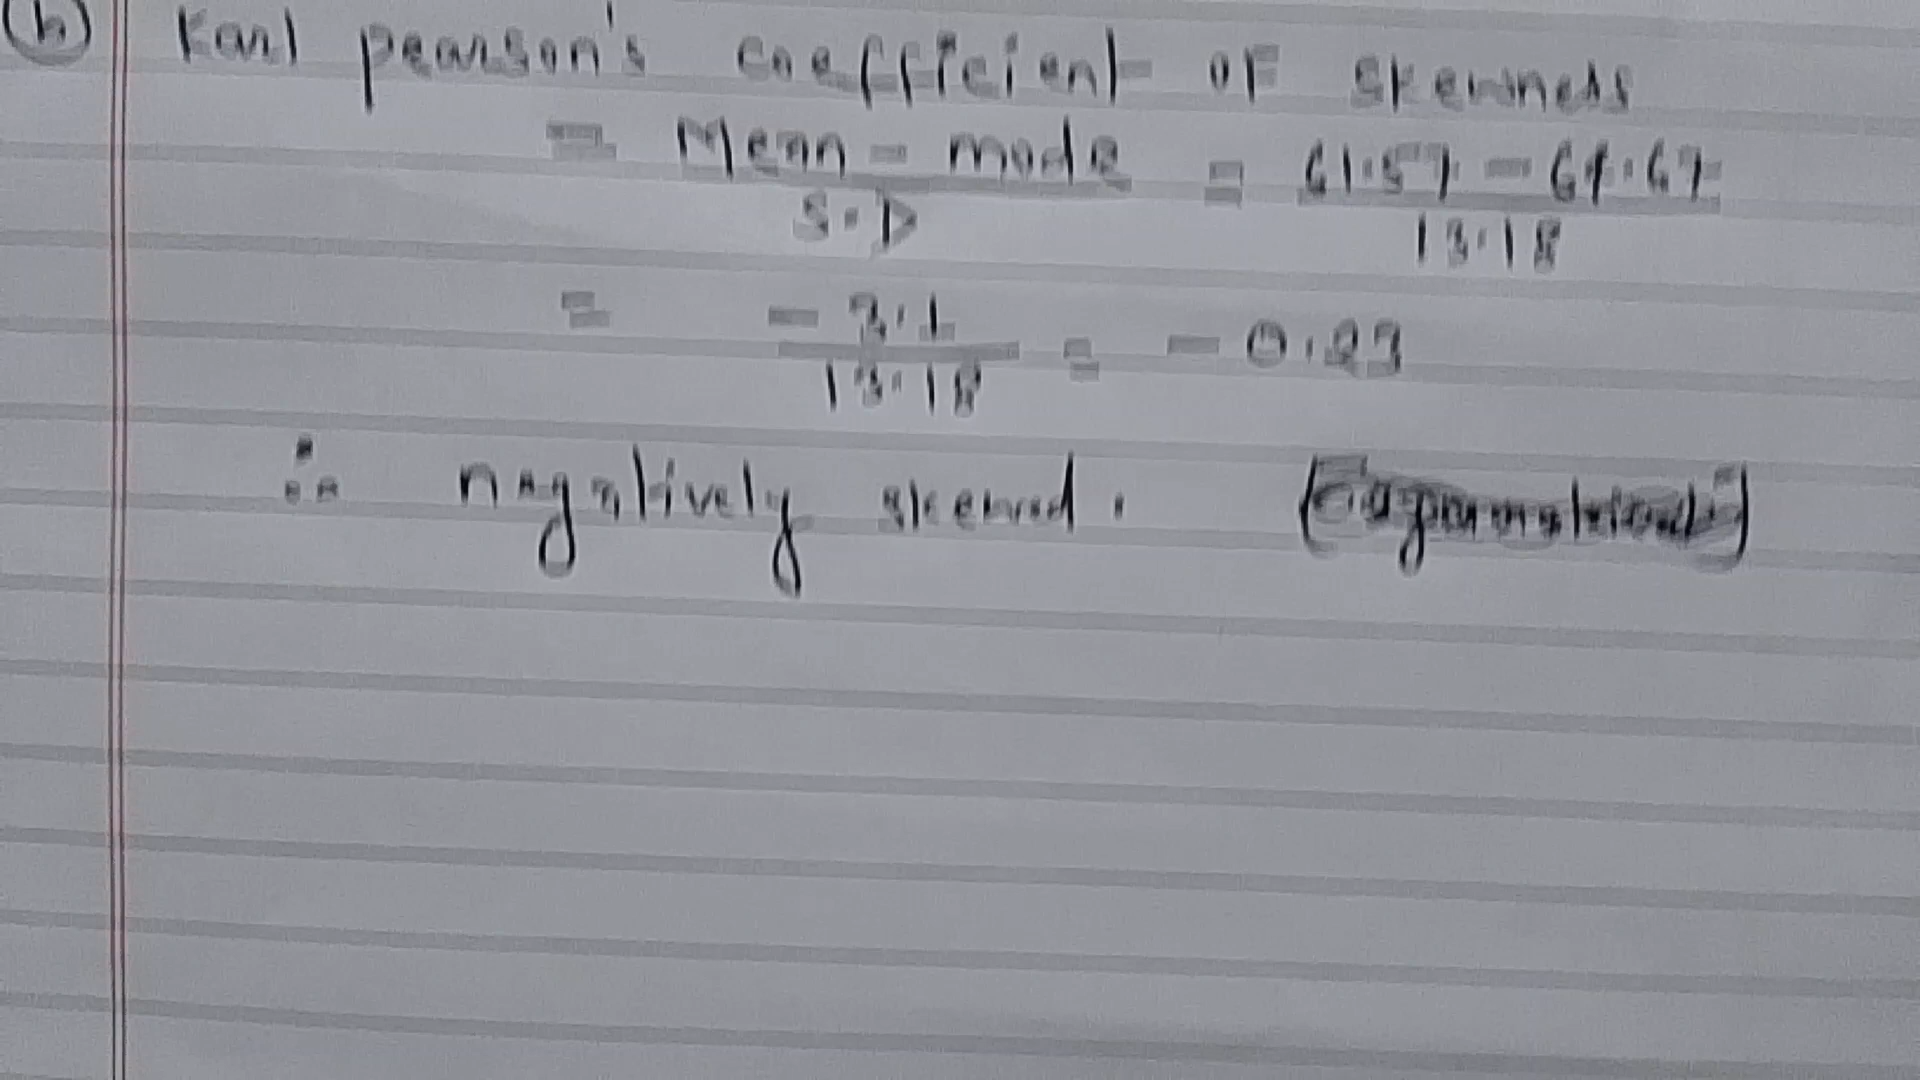 (h) Karl pearson's coefficient of skewness
= Mean - mode / S.D = 61.57 - 64.67 / 13.18
= - 3.1 / 13.18 = - 0.23
∴ negatively skewed.